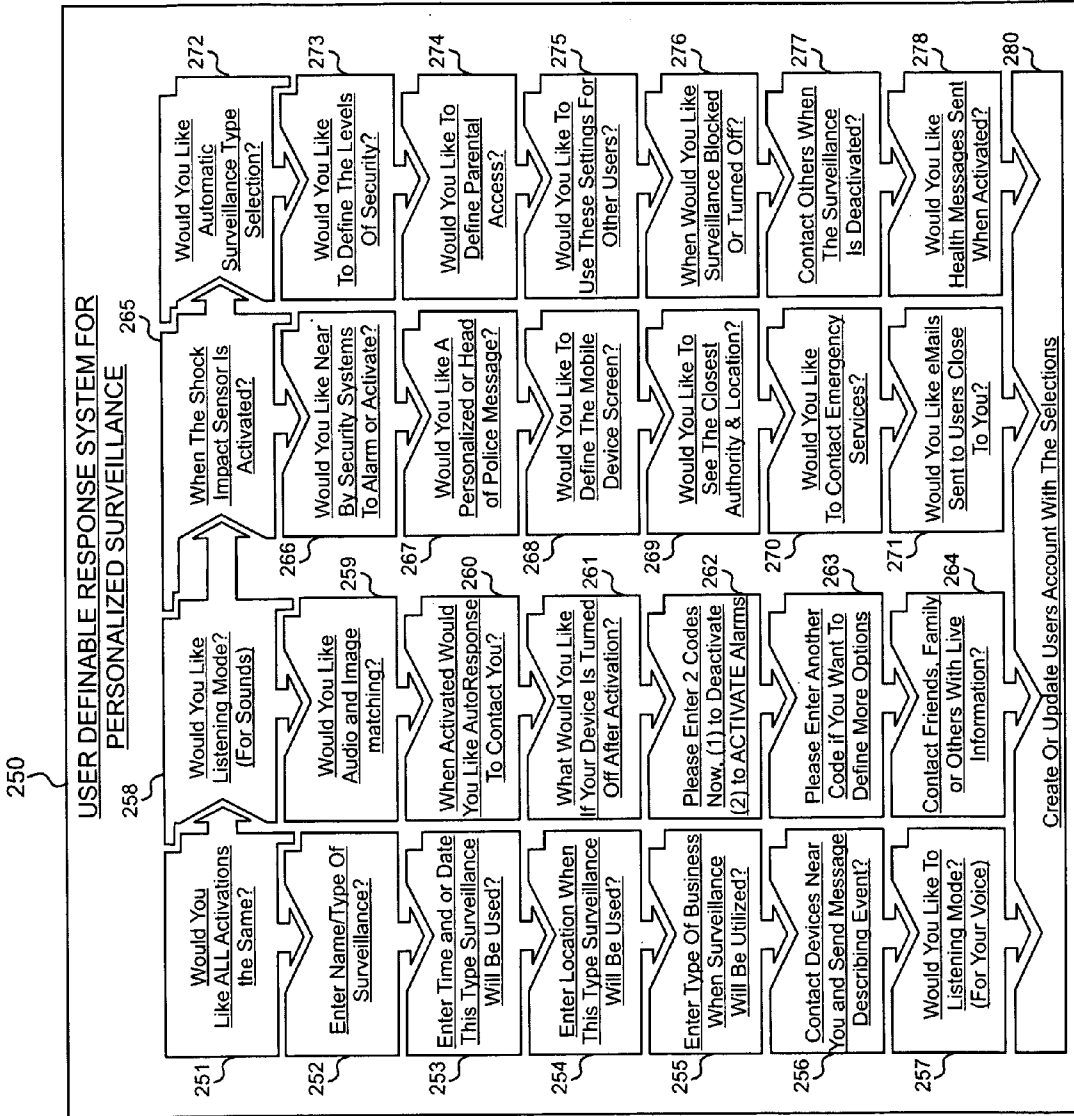 250
USER DEFINABLE RESPONSE SYSTEM FOR
PERSONALIZED SURVEILLANCE
251
Would You
Like ALL Activations
the Same?
252
Enter Name/Type Of
Surveillance?
253
Enter Time and or Date
This Type Surveillance
Will Be Used?
254
Enter Location When
This Type Surveillance
Will Be Used?
255
Enter Type Of Business
When Surveillance
Will Be Utilized?
256
Contact Devices Near
You and Send Message
Describing Event?
257
Would You Like To
Listening Mode?
(For Your Voice)
258
Would You Like
Listening Mode?
(For Sounds)
259
Would You Like
Audio and Image
matching?
260
When Activated Would
You Like AutoResponse
To Contact You?
261
What Would You Like
If Your Device Is Turned
Off After Activation?
262
Please Enter 2 Codes
Now, (1) to Deactivate
(2) to ACTIVATE Alarms
263
Please Enter Another
Code If You Want To
Define More Options
264
Contact Friends, Family
or Others With Live
Information?
265
When The Shock
Impact Sensor Is
Activated?
266
Would You Like Near
By Security Systems
To Alarm or Activate?
267
Would You Like A
Personalized or Head
of Police Message?
268
Would You Like To
Define The Mobile
Device Screen?
269
Would You Like To
See The Closest
Authority & Location?
270
Would You Like
To Contact Emergency
Services?
271
Would You Like eMails
Sent to Users Close
To You?
272
Would You Like
Automatic
Surveillance Type
Selection?
273
Would You Like
To Define The Levels
Of Security?
274
Would You Like To
Define Parental
Access?
275
Would You Like To
Use These Settings For
Other Users?
276
When Would You Like
Surveillance Blocked
Or Turned Off?
277
Contact Others When
The Surveillance
Is Deactivated?
278
Would You Like
Health Messages Sent
When Activated?
280
Create Or Update Users Account With The Selections